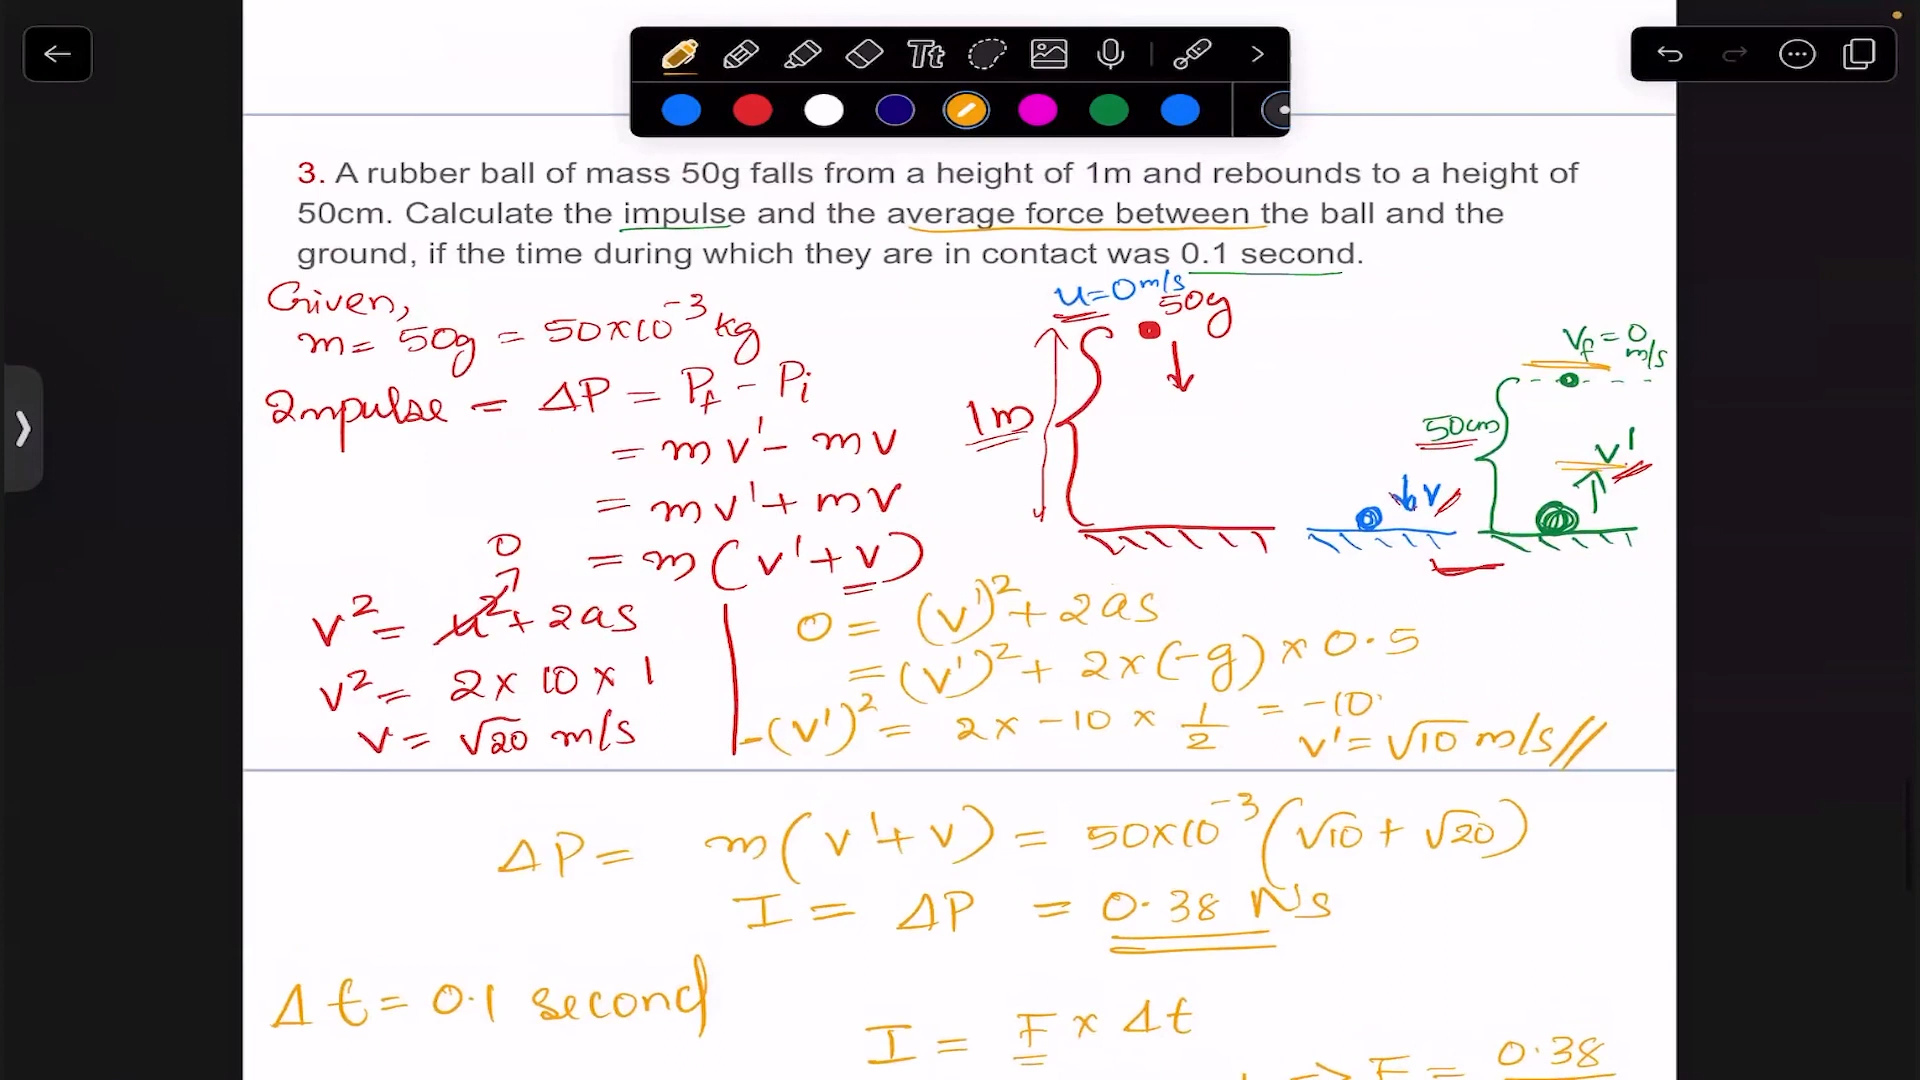 Tt
3. A rubber ball of mass 50g falls from a height of 1m and rebounds to a height of
50cm. Calculate the impulse and the average force between the ball and the
ground, if the time during which they are in contact was 0.1 second.
Given,
m = 50g = 50×10⁻³ kg
Impulse = ΔP = P_f - P_i
= mv' - mv
= mv' + mv
= m(v' + v)
u=0 m/s
50g
1m
v
V_f = 0 m/s
50cm
v'
0
v² = u² + 2as
v² = 2×10×1
v = √20 m/s
0 = (v')² + 2as
= (v')² + 2×(-g)×0.5
-(v')² = 2×-10×1/2 = -10
v' = √10 m/s//
ΔP = m(v'+v) = 50×10⁻³(√10 + √20)
I = ΔP = 0.38 Ns
Δt = 0.1 second
I = F × Δt
F = 0.38